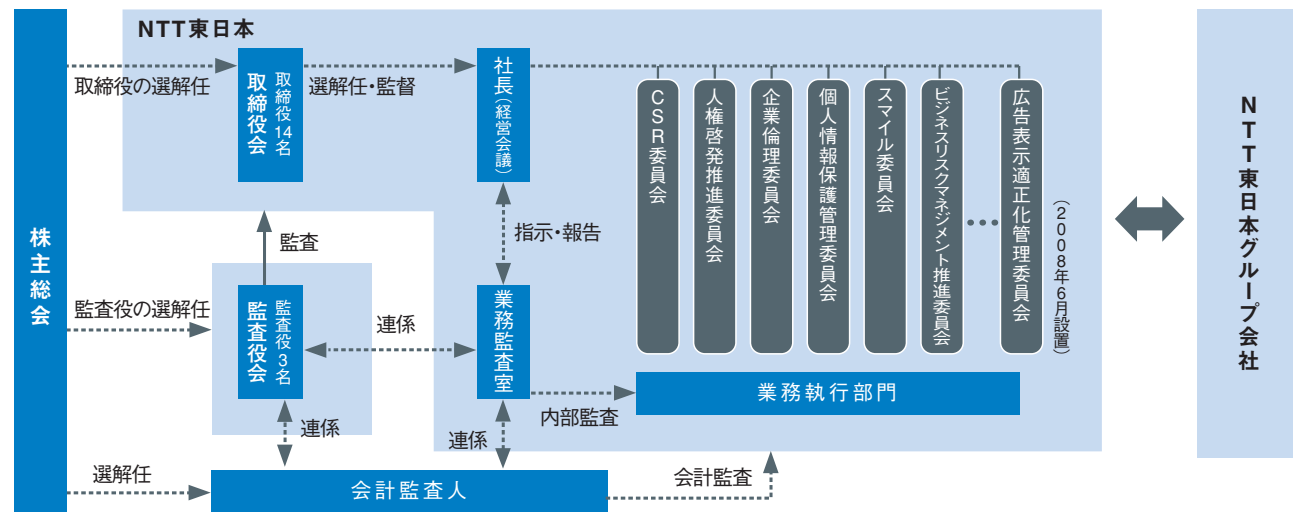 NTT東日本
株主総会
取締役の選解任
取締役会
取締役14名
選解任・監督
社長(経営会議)
CSR委員会
人権啓発推進委員会
企業倫理委員会
個人情報保護管理委員会
スマイル委員会
ビジネスリスクマネジメント推進委員会
広告表示適正化管理委員会
(2008年6月設置)
NTT東日本グループ会社
監査
指示・報告
監査役の選解任
監査役会
監査役3名
連係
業務監査室
業務執行部門
内部監査
連係
連係
選解任
会計監査人
会計監査